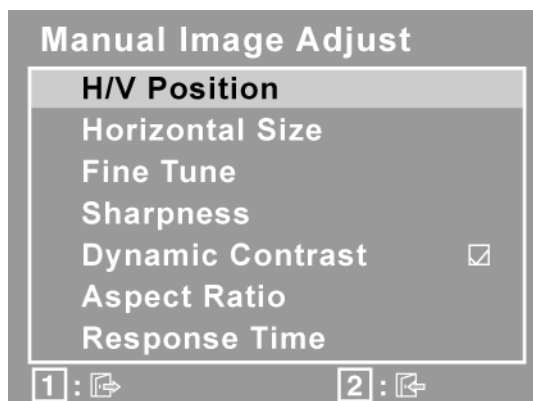 Manual Image Adjust
H/V Position
Horizontal Size
Fine Tune
Sharpness
Dynamic Contrast
Aspect Ratio
Response Time
1 : 2 :